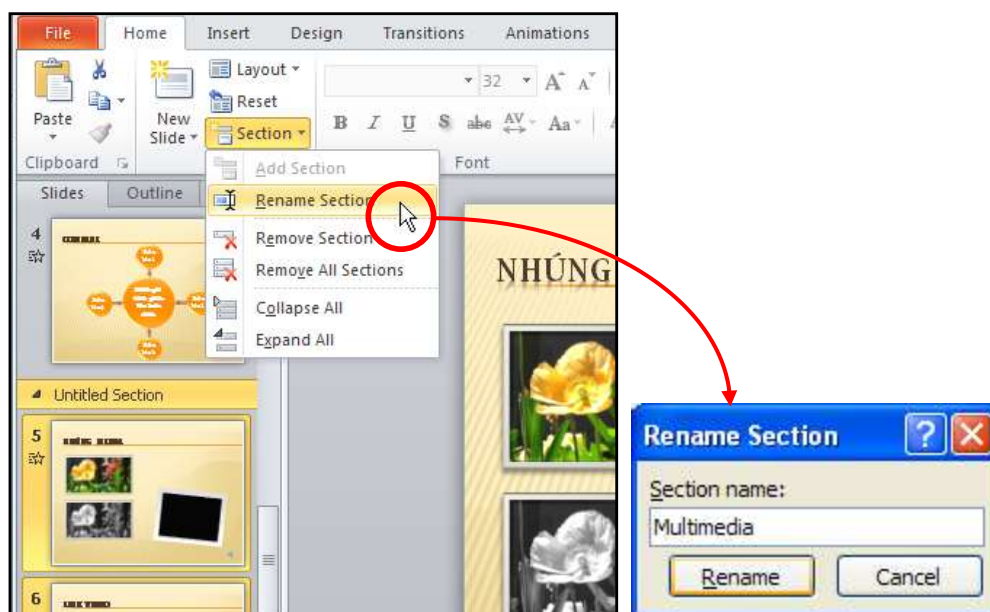 File Home Insert Design Transitions Animations
Layout
Reset
Section
Paste
New
Slide
32 A A
B I U S abc AV Aa
Clipboard
Font
Add Section
Rename Section
Remove Section
Remove All Sections
Collapse All
Expand All
Slides Outline
4
Untitled Section
5
6
NHÚNG
Rename Section
Section name:
Multimedia
Rename Cancel